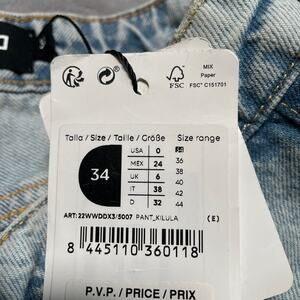 MIX
Paper
FSC
FSC® C151701
Talla / Size / Taille / Größe
Size range
34
USA 0
MEX 24
UK 6
IT 38
D 32
34
36
38
40
42
44
ART: 22WWDDX3/5007 PANT_KILULA (E)
8 445110 360118
P.V.P. / PRICE / PRIX